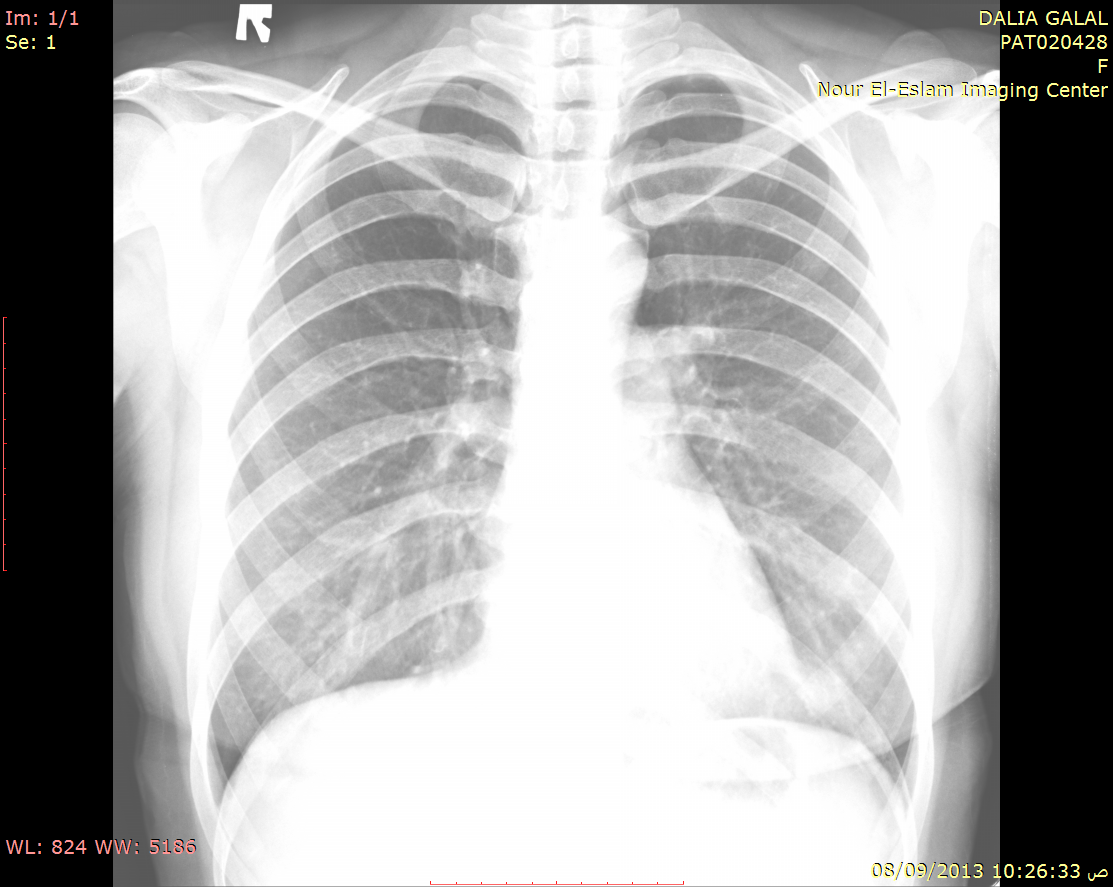 Im: 1/1
Se: 1
R
DALIA GALAL
PAT020428
F
Nour El-Eslam Imaging Center
WL: 824 WW: 5186
08/09/2013 10:26:33 ص